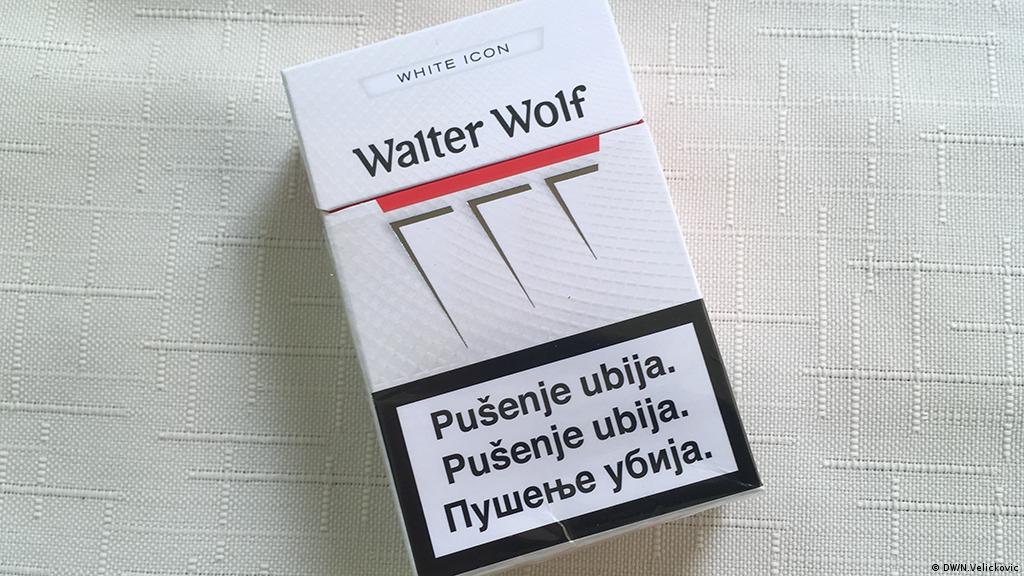 WHITE ICON
Walter Wolf
Pušenje ubija.
Pušenje ubija.
Пушење убија.
© DW/N.Velickovic